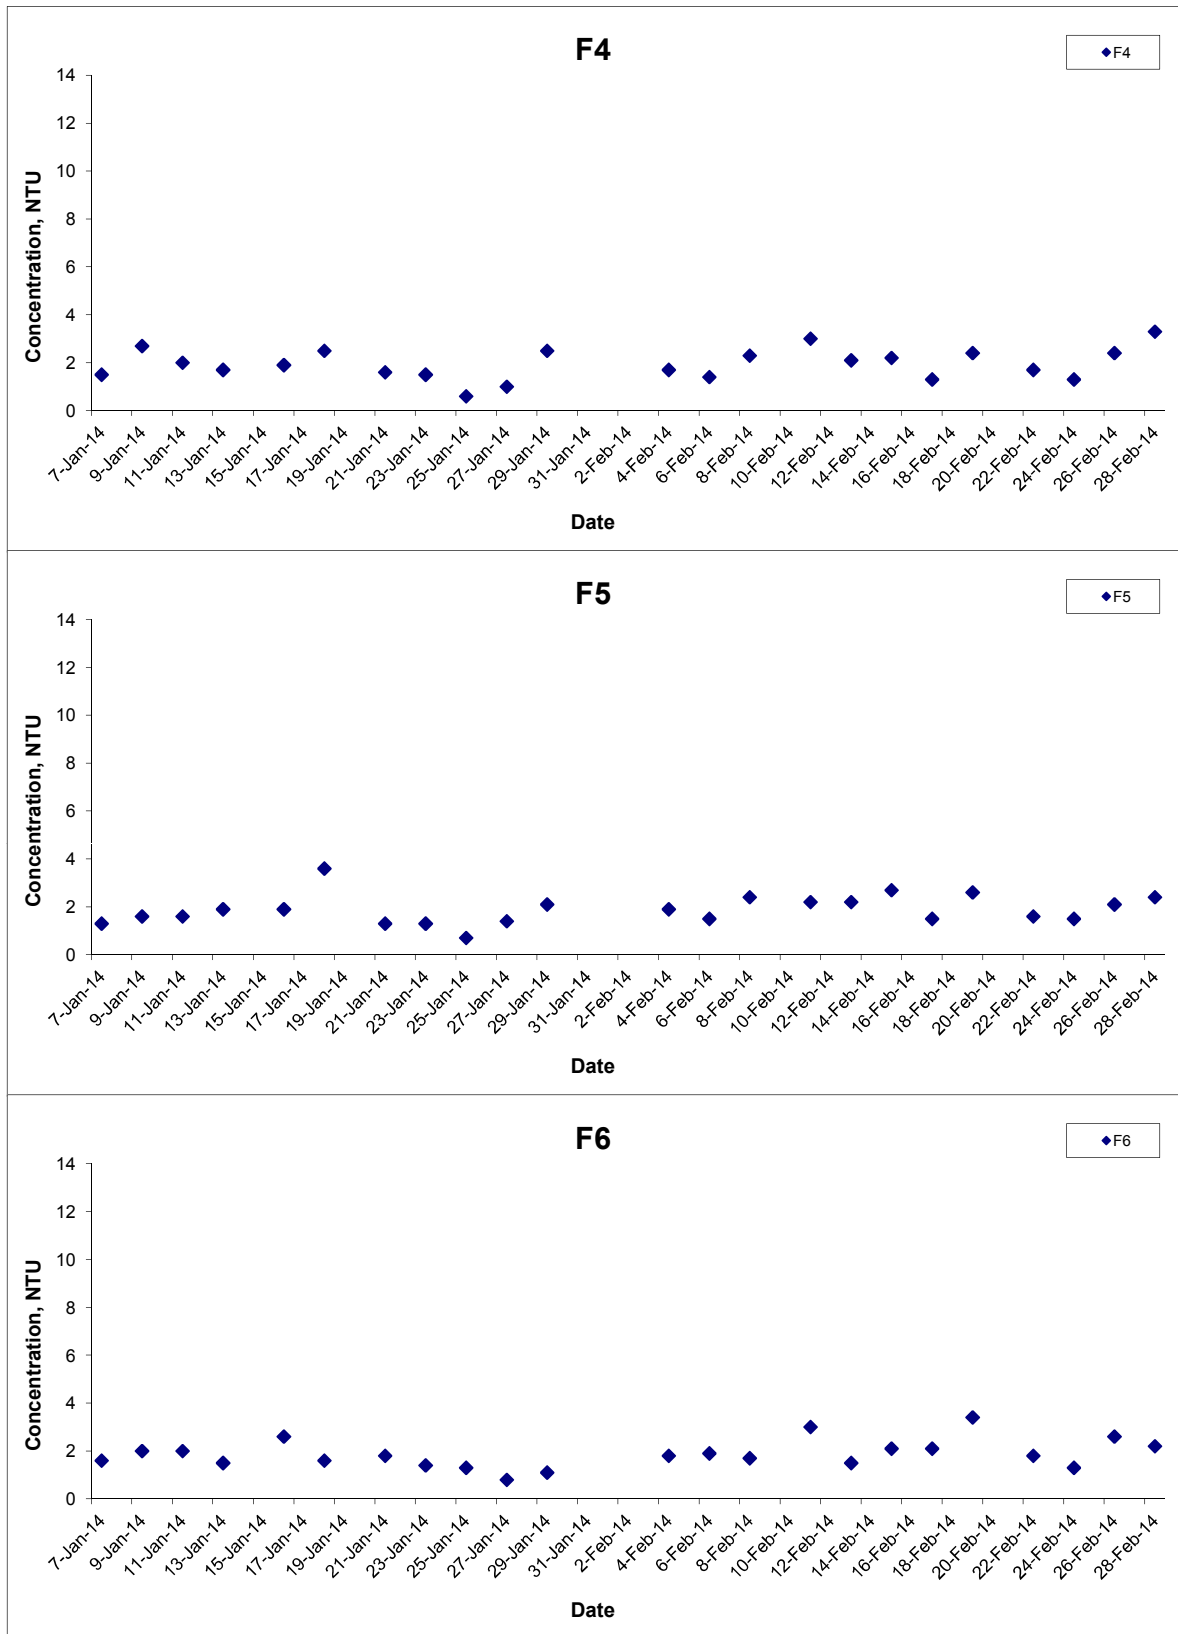 F4
F4
14
12
10
8
6
4
2
0
Concentration, NTU
7-Jan-14
9-Jan-14
11-Jan-14
13-Jan-14
15-Jan-14
17-Jan-14
19-Jan-14
21-Jan-14
23-Jan-14
25-Jan-14
27-Jan-14
29-Jan-14
31-Jan-14
2-Feb-14
4-Feb-14
6-Feb-14
8-Feb-14
10-Feb-14
12-Feb-14
14-Feb-14
16-Feb-14
18-Feb-14
20-Feb-14
22-Feb-14
24-Feb-14
26-Feb-14
28-Feb-14
Date
F5
F5
14
12
10
8
6
4
2
0
Concentration, NTU
7-Jan-14
9-Jan-14
11-Jan-14
13-Jan-14
15-Jan-14
17-Jan-14
19-Jan-14
21-Jan-14
23-Jan-14
25-Jan-14
27-Jan-14
29-Jan-14
31-Jan-14
2-Feb-14
4-Feb-14
6-Feb-14
8-Feb-14
10-Feb-14
12-Feb-14
14-Feb-14
16-Feb-14
18-Feb-14
20-Feb-14
22-Feb-14
24-Feb-14
26-Feb-14
28-Feb-14
Date
F6
F6
14
12
10
8
6
4
2
0
Concentration, NTU
7-Jan-14
9-Jan-14
11-Jan-14
13-Jan-14
15-Jan-14
17-Jan-14
19-Jan-14
21-Jan-14
23-Jan-14
25-Jan-14
27-Jan-14
29-Jan-14
31-Jan-14
2-Feb-14
4-Feb-14
6-Feb-14
8-Feb-14
10-Feb-14
12-Feb-14
14-Feb-14
16-Feb-14
18-Feb-14
20-Feb-14
22-Feb-14
24-Feb-14
26-Feb-14
28-Feb-14
Date